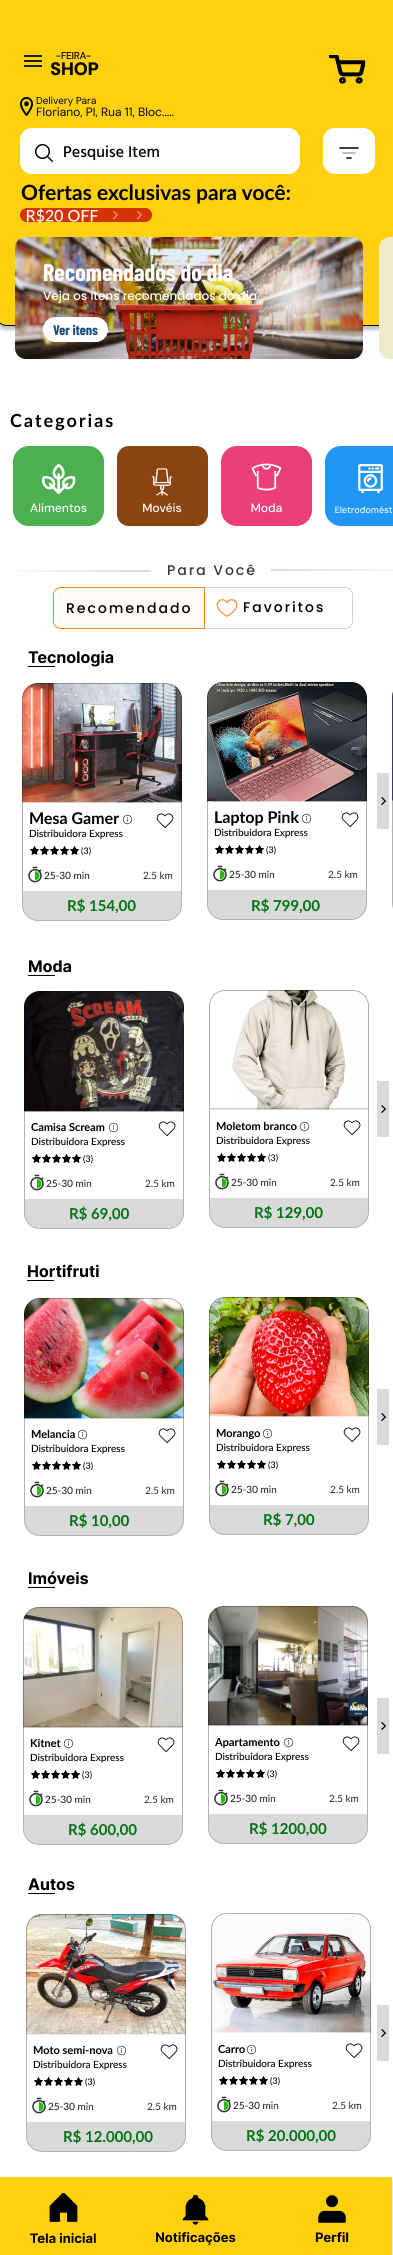 -FEIRA-
SHOP
Delivery Para
Floriano, PI, Rua 11, Bloc.....
Pesquise Item
Ofertas exclusivas para você:
R$20 OFF
Recomendados do dia
Veja os itens recomendados do dia
Ver itens
Categorias
Alimentos
Movéis
Moda
Eletrodomést
Para Você
Recomendado
Favoritos
Tecnologia
Mesa Gamer
Distribuidora Express
(3)
25-30 min
2.5 km
R$ 154,00
Laptop Pink
Distribuidora Express
(3)
25-30 min
2.5 km
R$ 799,00
Moda
SCREAM
Camisa Scream
Distribuidora Express
(3)
25-30 min
2.5 km
R$ 69,00
Moletom branco
Distribuidora Express
(3)
25-30 min
2.5 km
R$ 129,00
Hortifruti
Melancia
Distribuidora Express
(3)
25-30 min
2.5 km
R$ 10,00
Morango
Distribuidora Express
(3)
25-30 min
2.5 km
R$ 7,00
Imóveis
Kitnet
Distribuidora Express
(3)
25-30 min
2.5 km
R$ 600,00
Apartamento
Distribuidora Express
(3)
25-30 min
2.5 km
R$ 1200,00
Autos
Moto semi-nova
Distribuidora Express
(3)
25-30 min
2.5 km
R$ 12.000,00
Carro
Distribuidora Express
(3)
25-30 min
2.5 km
R$ 20.000,00
Tela inicial
Notificações
Perfil